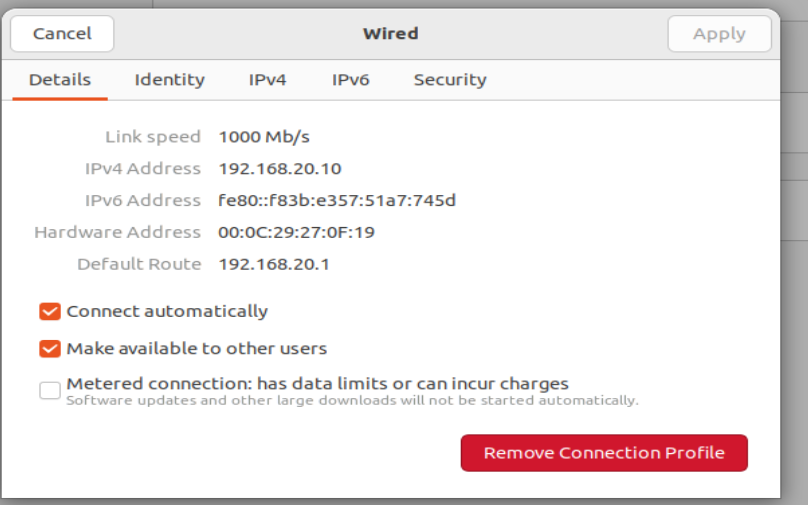 Cancel Wired Apply
Details Identity IPv4 IPv6 Security
Link speed 1000 Mb/s
IPv4 Address 192.168.20.10
IPv6 Address fe80::f83b:e357:51a7:745d
Hardware Address 00:0C:29:27:0F:19
Default Route 192.168.20.1
Connect automatically
Make available to other users
Metered connection: has data limits or can incur charges
Software updates and other large downloads will not be started automatically.
Remove Connection Profile